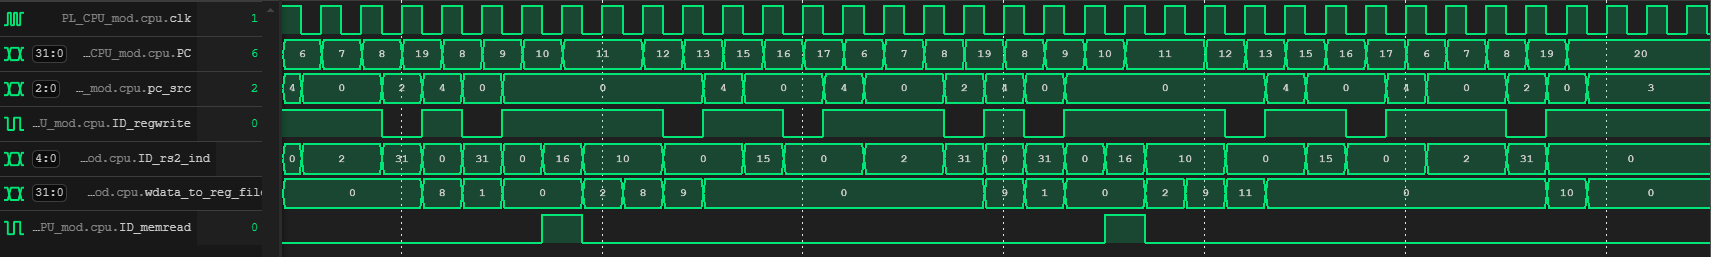 PL_CPU_mod.cpu.clk 1
31:0 …CPU_mod.cpu.PC 6 6 7 8 19 8 9 10 11 12 13 15 16 17 6 7 8 19 8 9 10 11 12 13 15 16 17 6 7 8 19 20
2:0 …_mod.cpu.pc_src 2 4 0 2 4 0 0 4 0 4 0 2 4 0 0 4 0 4 0 2 0 3
…U_mod.cpu.ID_regwrite 0
4:0 …od.cpu.ID_rs2_ind 0 2 31 0 31 0 16 10 0 15 0 2 31 0 31 0 16 10 0 15 0 2 31 0
31:0 …od.cpu.wdata_to_reg_file 0 8 1 0 2 8 9 0 9 1 0 2 9 11 0 10 0
…PU_mod.cpu.ID_memread 0